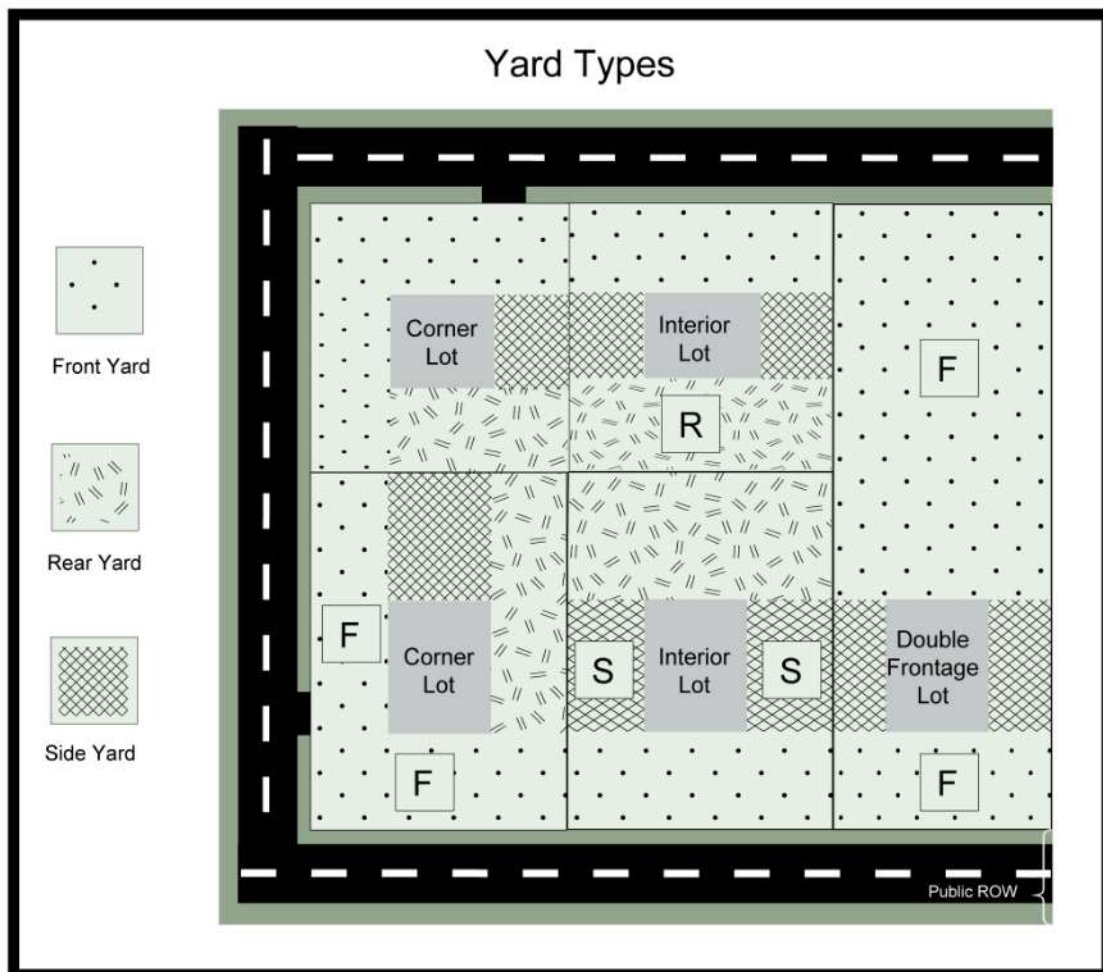 Yard Types
Front Yard
Rear Yard
Side Yard
Corner
Lot
Interior
Lot
F
R
F
Corner
Lot
S
Interior
Lot
S
Double
Frontage
Lot
F
F
Public ROW